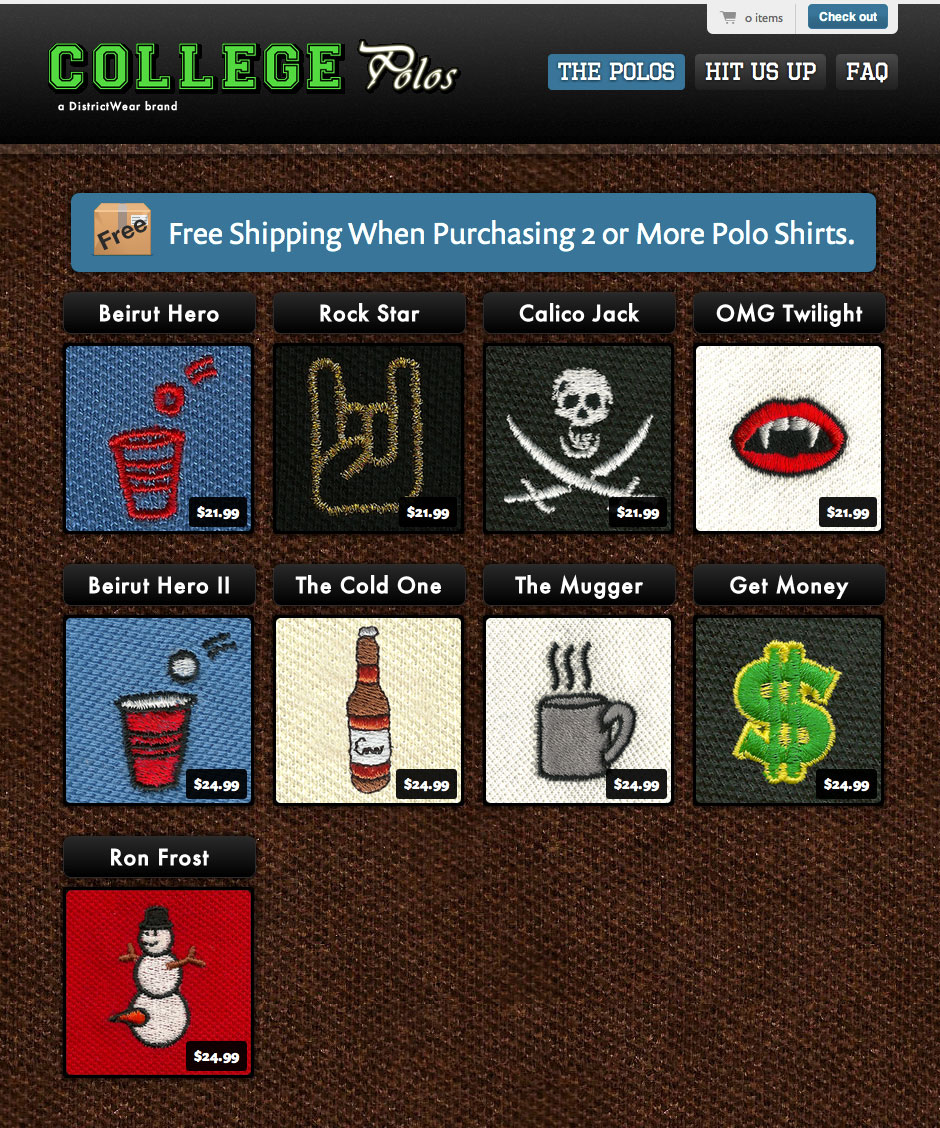 0 items
Check out
COLLEGE Polos
a DistrictWear brand
THE POLOS
HIT US UP
FAQ
Free
Free Shipping When Purchasing 2 or More Polo Shirts.
Beirut Hero
Rock Star
Calico Jack
OMG Twilight
$21.99
$21.99
$21.99
$21.99
Beirut Hero II
The Cold One
The Mugger
Get Money
$24.99
$24.99
$24.99
$24.99
Ron Frost
$24.99